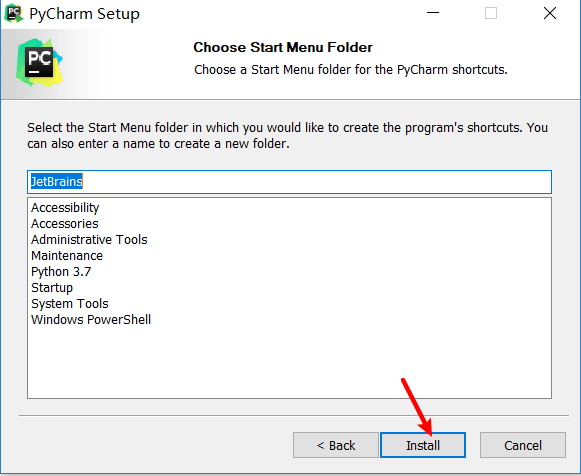 PC PyCharm Setup
PC
Choose Start Menu Folder
Choose a Start Menu folder for the PyCharm shortcuts.
Select the Start Menu folder in which you would like to create the program's shortcuts. You
can also enter a name to create a new folder.
JetBrains
Accessibility
Accessories
Administrative Tools
Maintenance
Python 3.7
Startup
System Tools
Windows PowerShell
< Back Install Cancel